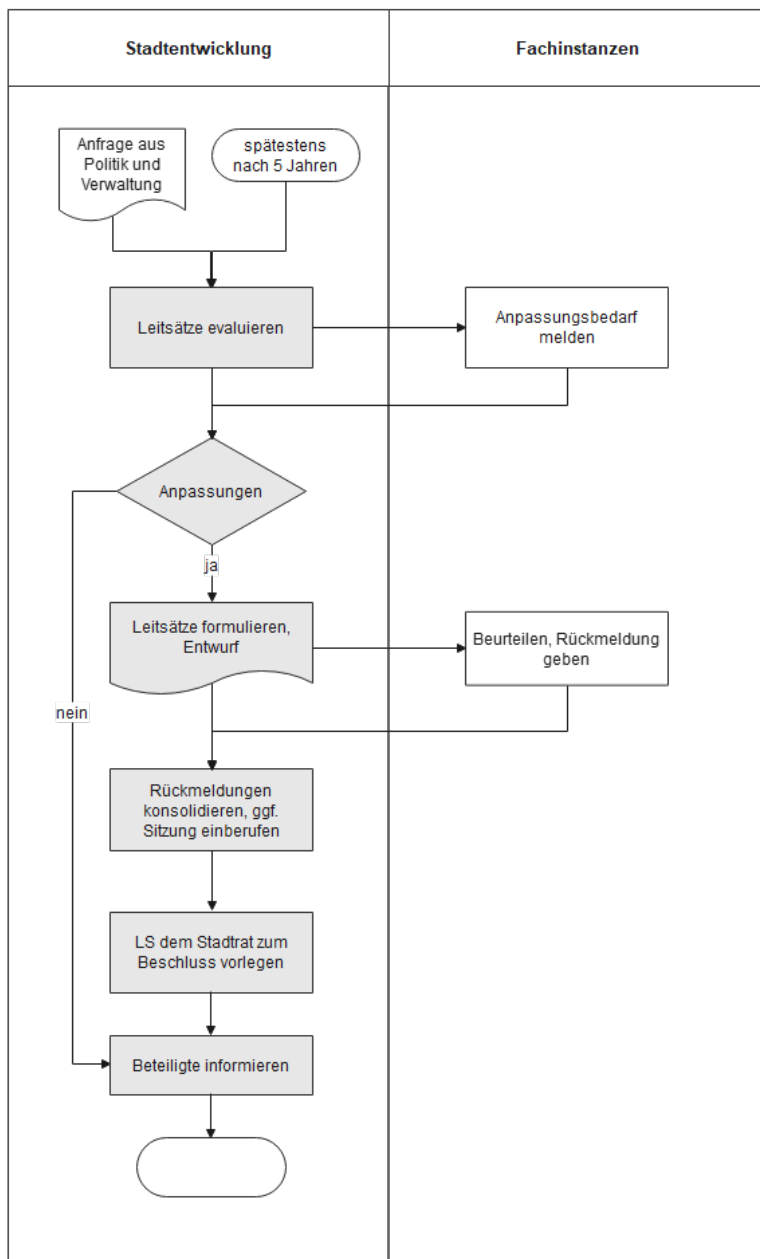 Stadtentwicklung
Fachinstanzen
Anfrage aus
Politik und
Verwaltung
spätestens
nach 5 Jahren
Leitsätze evaluieren
Anpassungsbedarf
melden
Anpassungen
ja
Leitsätze formulieren,
Entwurf
Beurteilen, Rückmeldung
geben
nein
Rückmeldungen
konsolidieren, ggf.
Sitzung einberufen
LS dem Stadtrat zum
Beschluss vorlegen
Beteiligte informieren